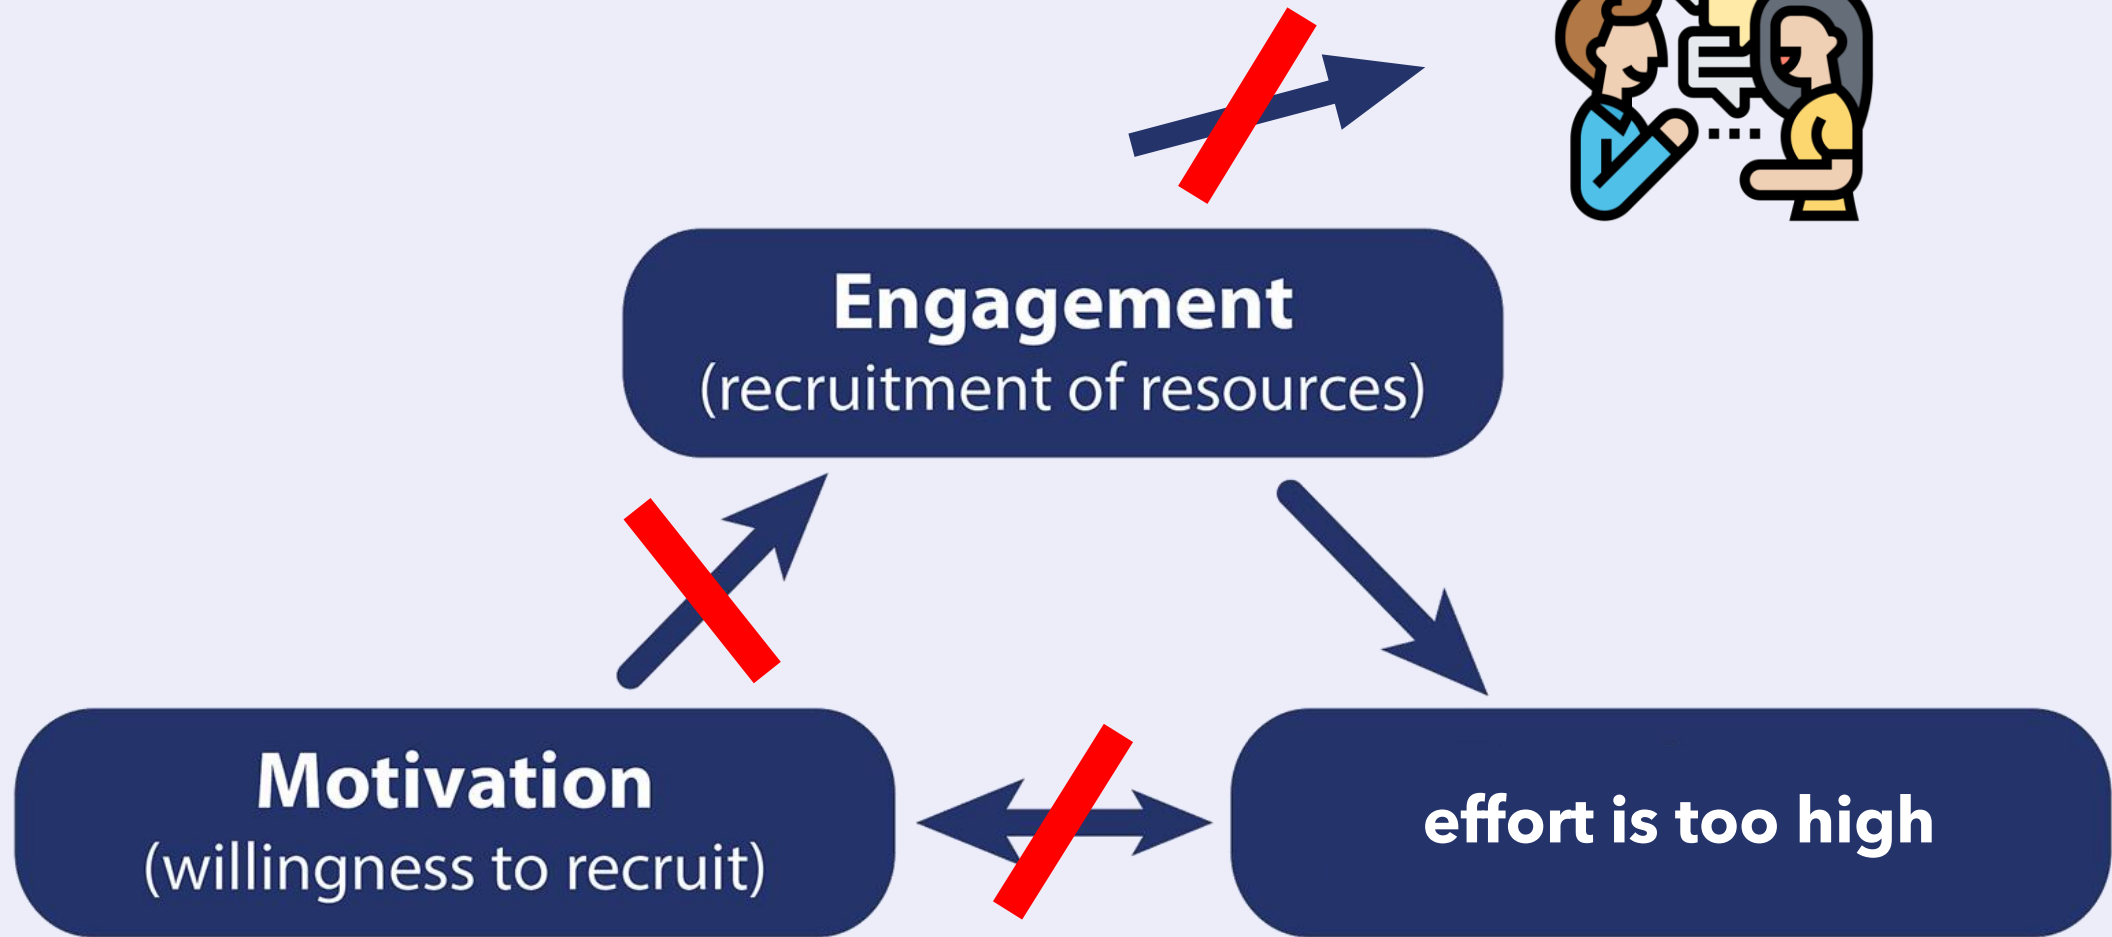 Engagement
(recruitment of resources)
Motivation
(willingness to recruit)
effort is too high